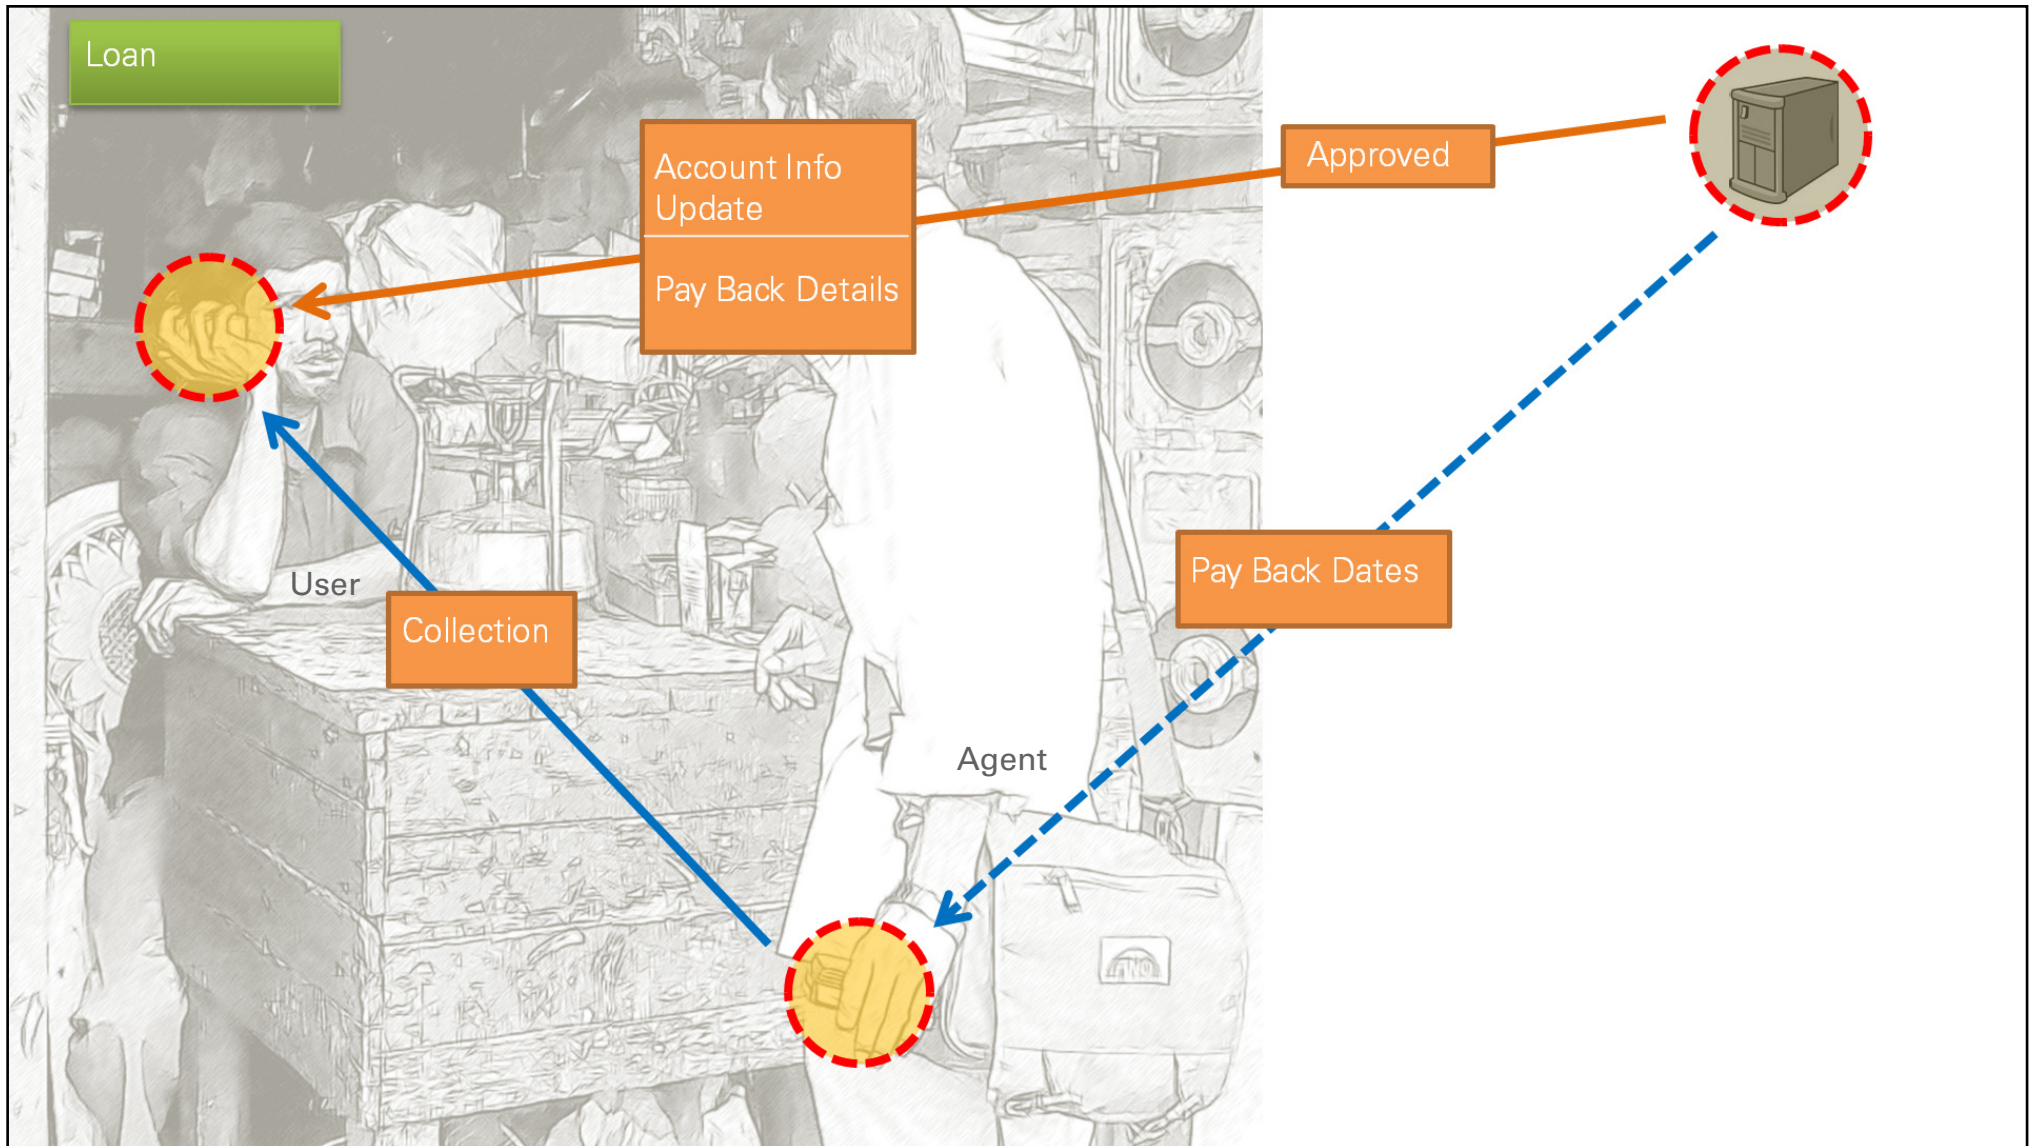 Loan
Account Info
Update
Pay Back Details
Approved
User
Collection
Pay Back Dates
Agent